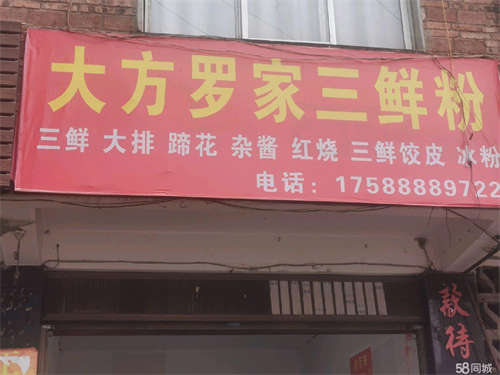 大方罗家三鲜粉
三鲜 大排 蹄花 杂酱 红烧 三鲜饺皮 冰粉
电话：17588889722
敬待
58同城